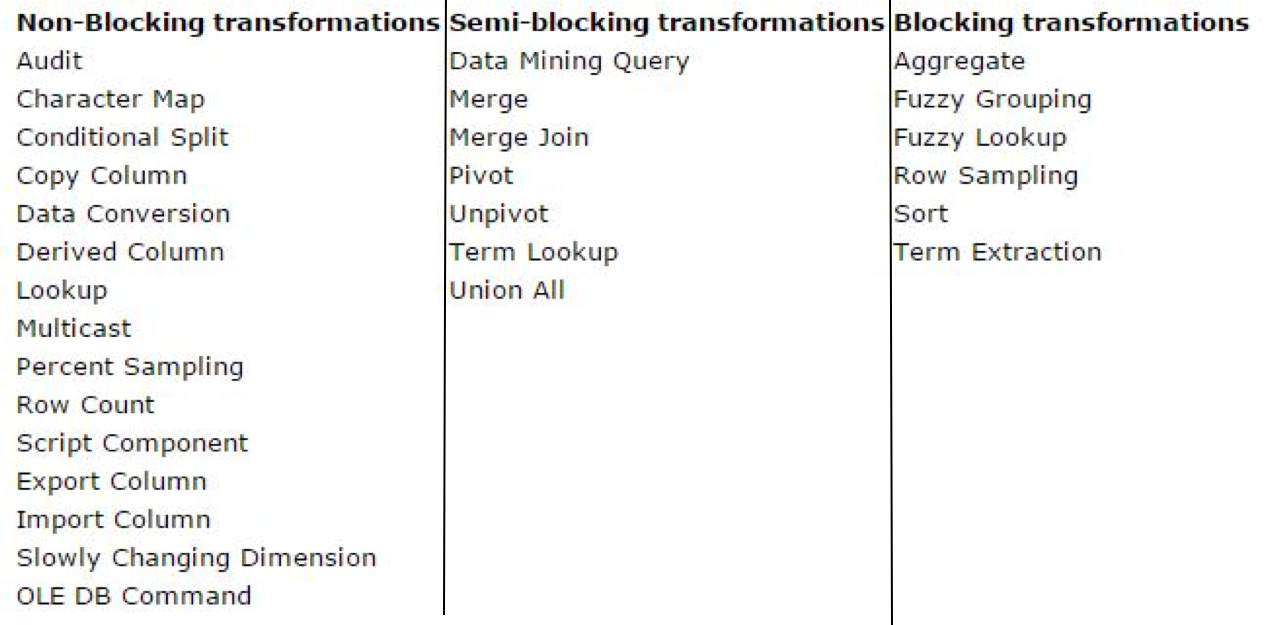 Non-Blocking transformations Semi-blocking transformations Blocking transformations
Audit Data Mining Query Aggregate
Character Map Merge Fuzzy Grouping
Conditional Split Merge Join Fuzzy Lookup
Copy Column Pivot Row Sampling
Data Conversion Unpivot Sort
Derived Column Term Lookup Term Extraction
Lookup Union All
Multicast
Percent Sampling
Row Count
Script Component
Export Column
Import Column
Slowly Changing Dimension
OLE DB Command